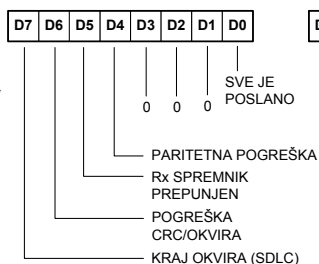 D7 D6 D5 D4 D3 D2 D1 D0
0 0 0
SVE JE
POSLANO
PARITETNA POGREŠKA
Rx SPREMNIK
PREPUNJEN
POGREŠKA
CRC/OKVIRA
KRAJ OKVIRA (SDLC)